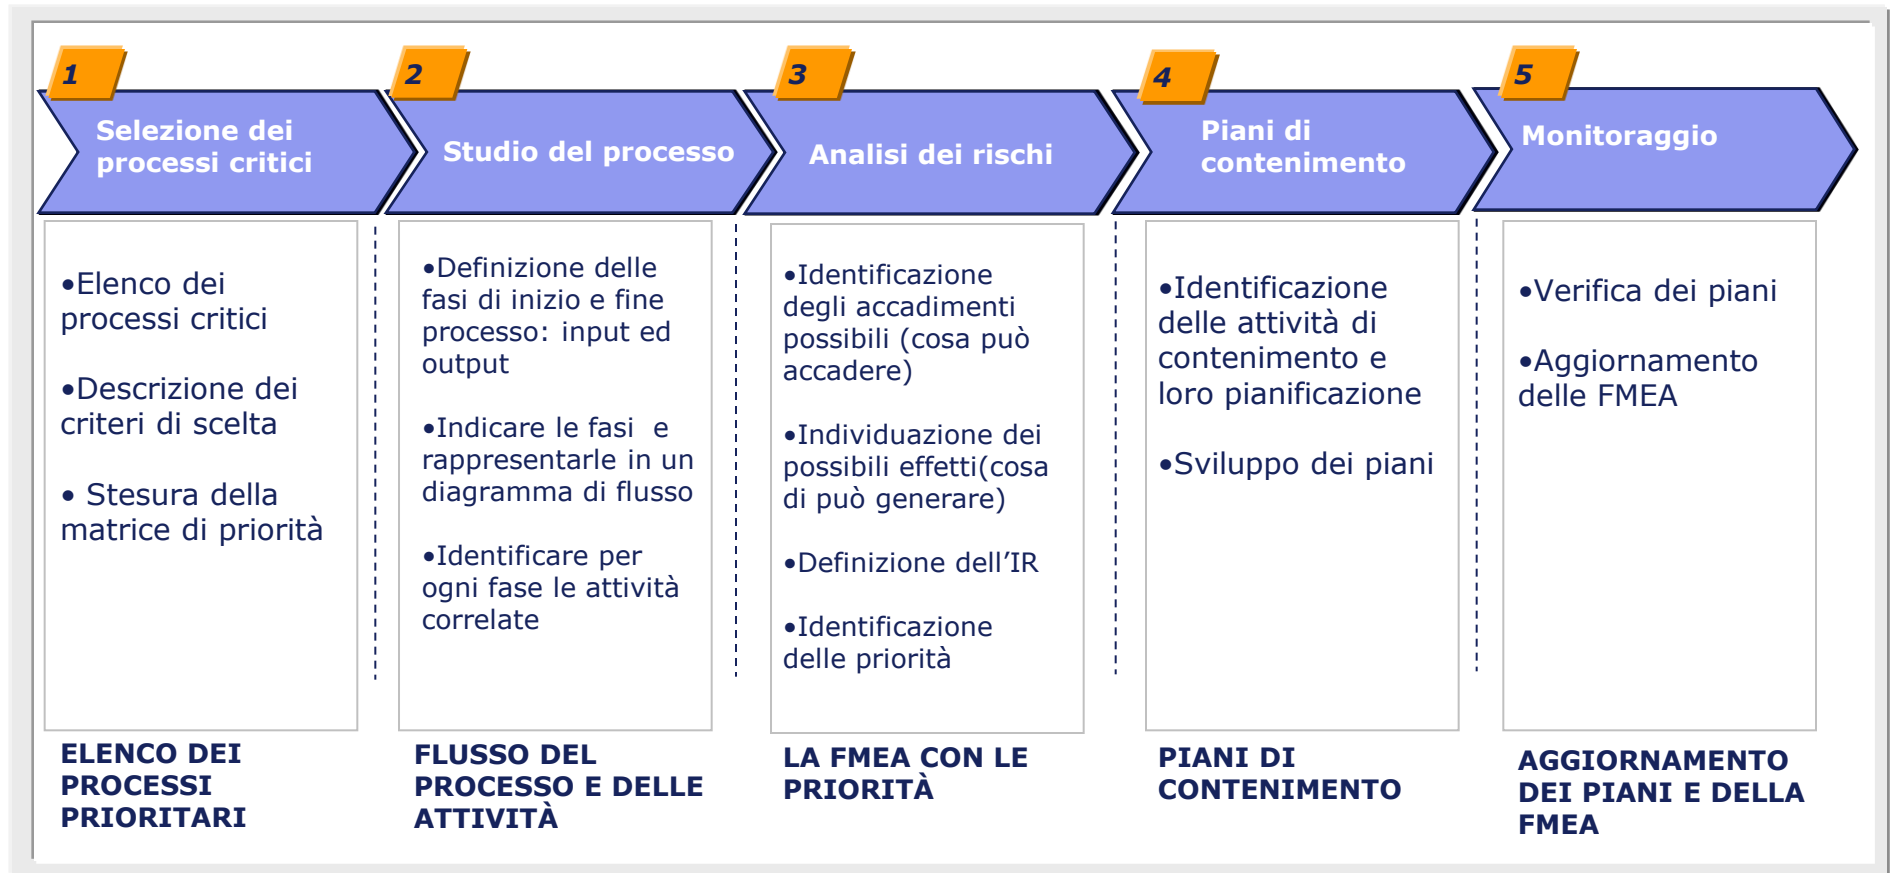 1
Selezione dei
processi critici
•Elenco dei
processi critici
•Descrizione dei
criteri di scelta
• Stesura della
matrice di priorità
ELENCO DEI
PROCESSI
PRIORITARI
2
Studio del processo
•Definizione delle
fasi di inizio e fine
processo: input ed
output
•Indicare le fasi e
rappresentarle in un
diagramma di flusso
•Identificare per
ogni fase le attività
correlate
FLUSSO DEL
PROCESSO E DELLE
ATTIVITÀ
3
Analisi dei rischi
•Identificazione
degli accadimenti
possibili (cosa può
accadere)
•Individuazione dei
possibili effetti(cosa
di può generare)
•Definizione dell’IR
•Identificazione
delle priorità
LA FMEA CON LE
PRIORITÀ
4
Piani di
contenimento
•Identificazione
delle attività di
contenimento e
loro pianificazione
•Sviluppo dei piani
PIANI DI
CONTENIMENTO
5
Monitoraggio
•Verifica dei piani
•Aggiornamento
delle FMEA
AGGIORNAMENTO
DEI PIANI E DELLA
FMEA